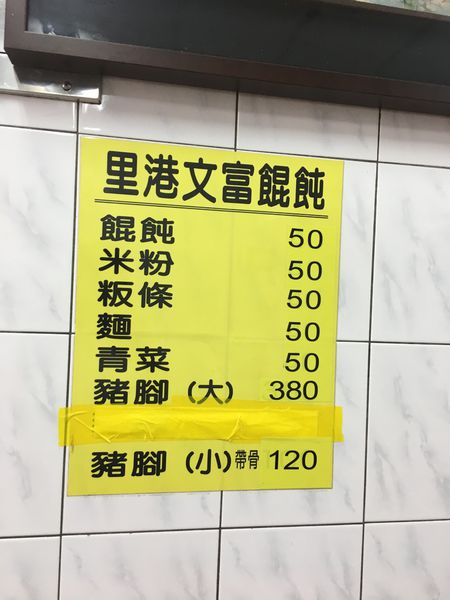 里港文富餛飩
餛飩 50
米粉 50
粄條 50
麵 50
青菜 50
豬腳 (大) 380
豬腳 (小)帶骨 120